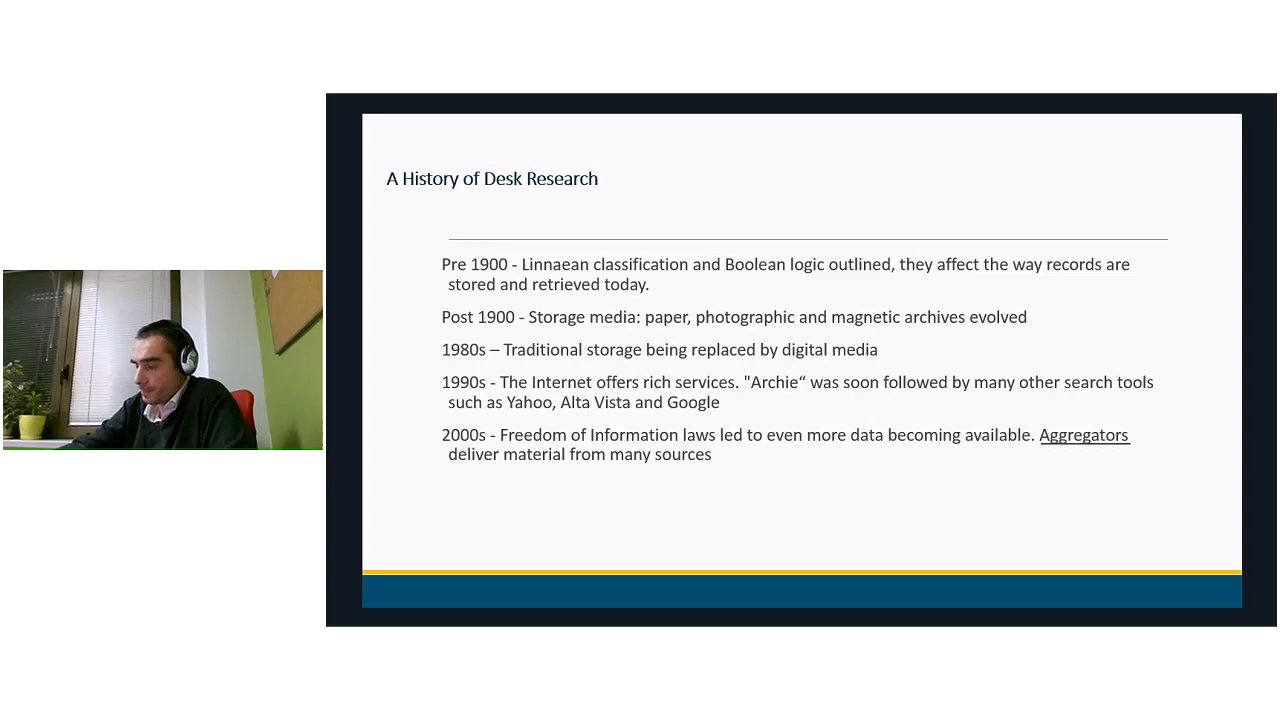 A History of Desk Research
Pre 1900 - Linnaean classification and Boolean logic outlined, they affect the way records are
stored and retrieved today.
Post 1900 - Storage media: paper, photographic and magnetic archives evolved
1980s – Traditional storage being replaced by digital media
1990s - The Internet offers rich services. "Archie“ was soon followed by many other search tools
such as Yahoo, Alta Vista and Google
2000s - Freedom of Information laws led to even more data becoming available. Aggregators
deliver material from many sources